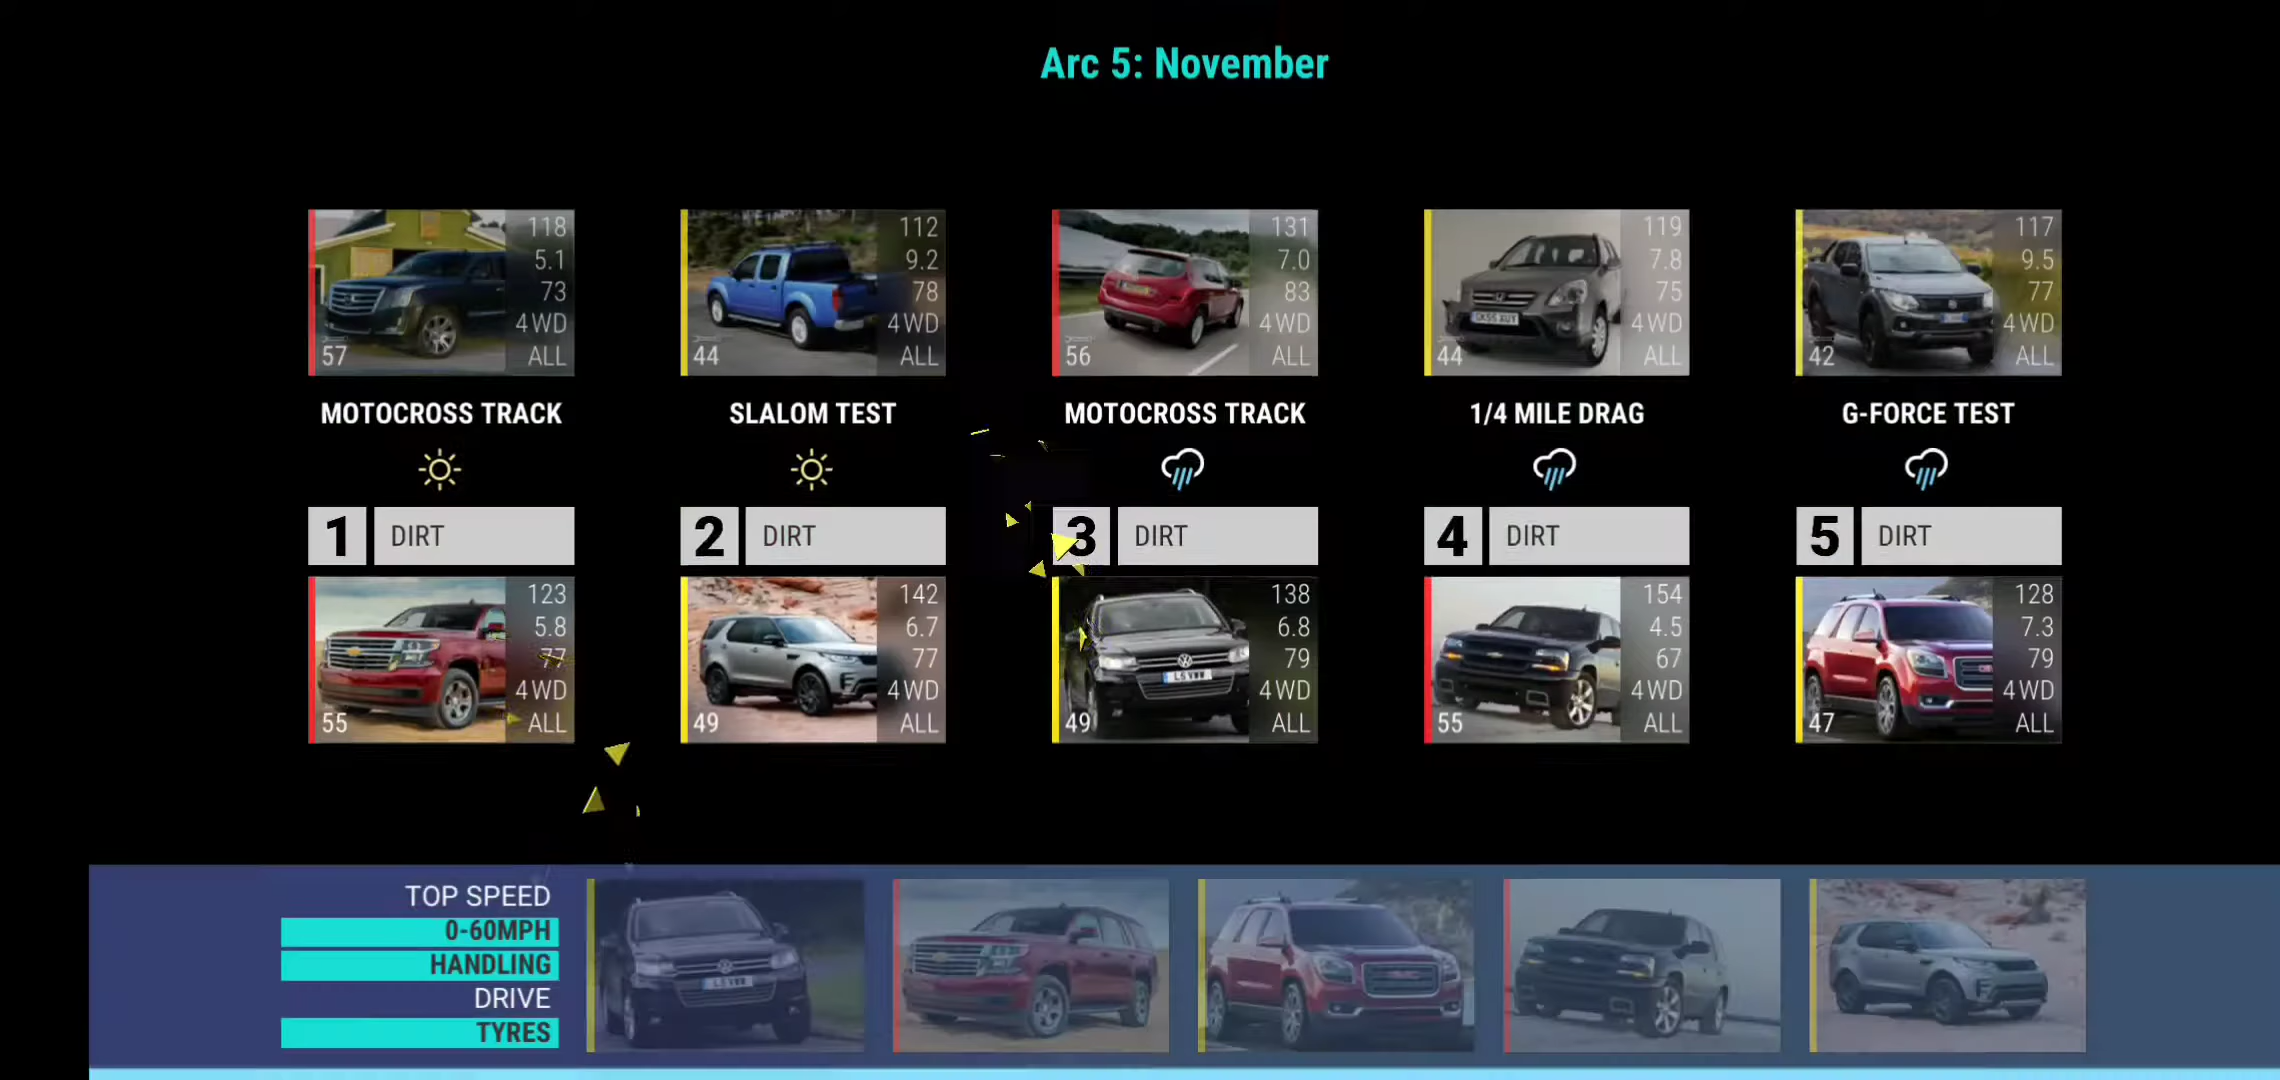 Arc 5: November
118
5.1
73
4WD
ALL
57
112
9.2
78
4WD
ALL
44
131
7.0
83
4WD
ALL
56
119
7.8
75
4WD
ALL
44
117
9.5
77
4WD
ALL
42
MOTOCROSS TRACK
SLALOM TEST
MOTOCROSS TRACK
1/4 MILE DRAG
G-FORCE TEST
1 DIRT
2 DIRT
3 DIRT
4 DIRT
5 DIRT
123
5.8
77
4WD
ALL
55
142
6.7
77
4WD
ALL
49
138
6.8
79
4WD
ALL
49
154
4.5
67
4WD
ALL
55
128
7.3
79
4WD
ALL
47
TOP SPEED
0-60MPH
HANDLING
DRIVE
TYRES